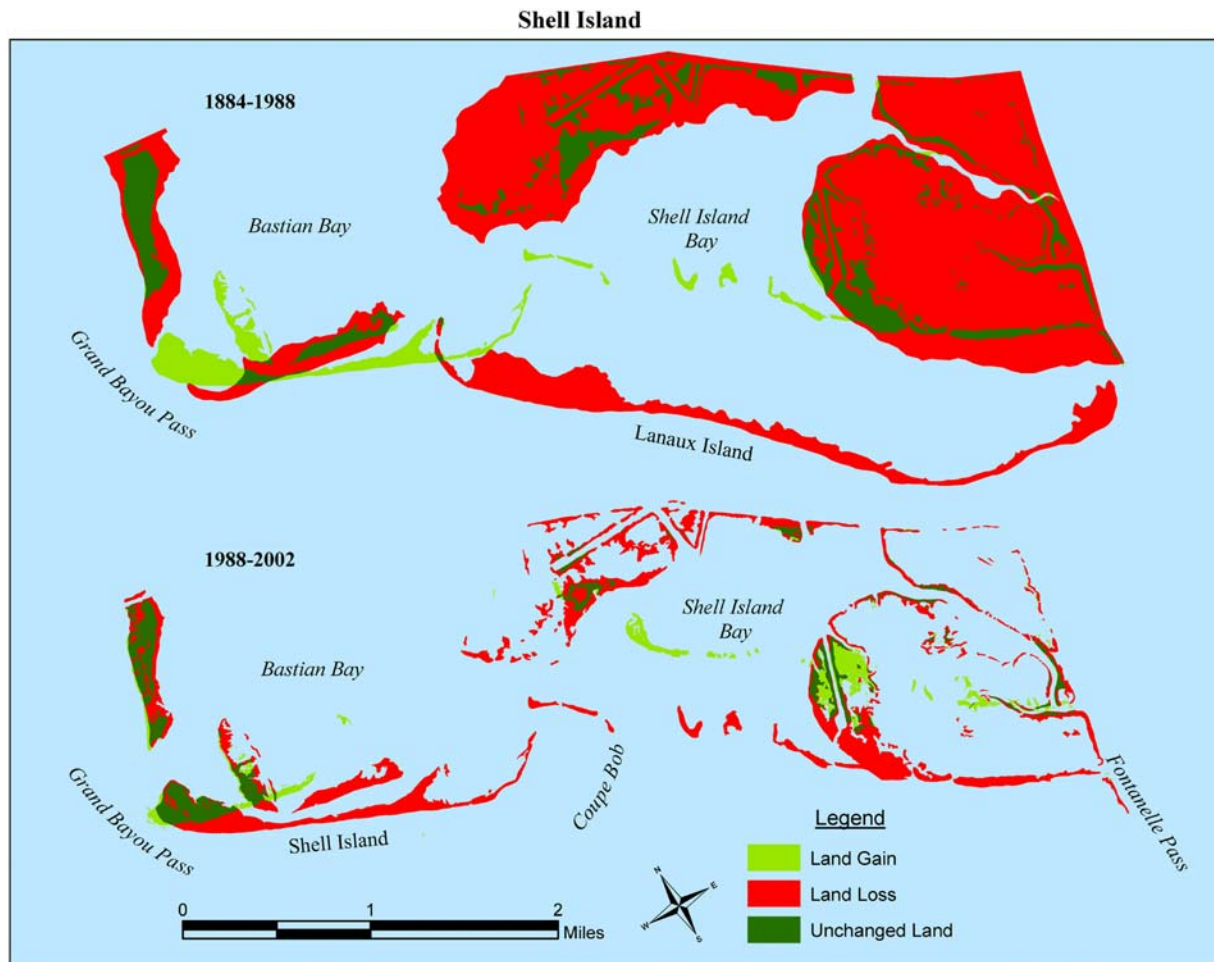 Shell Island
1884-1988
Bastian Bay
Shell Island
Bay
Grand Bayou Pass
Lanaux Island
1988-2002
Bastian Bay
Shell Island
Bay
Grand Bayou Pass
Shell Island
Coupe Bob
Fontanelle Pass
Legend
Land Gain
Land Loss
Unchanged Land
0 1 2
Miles
N
E
W
S